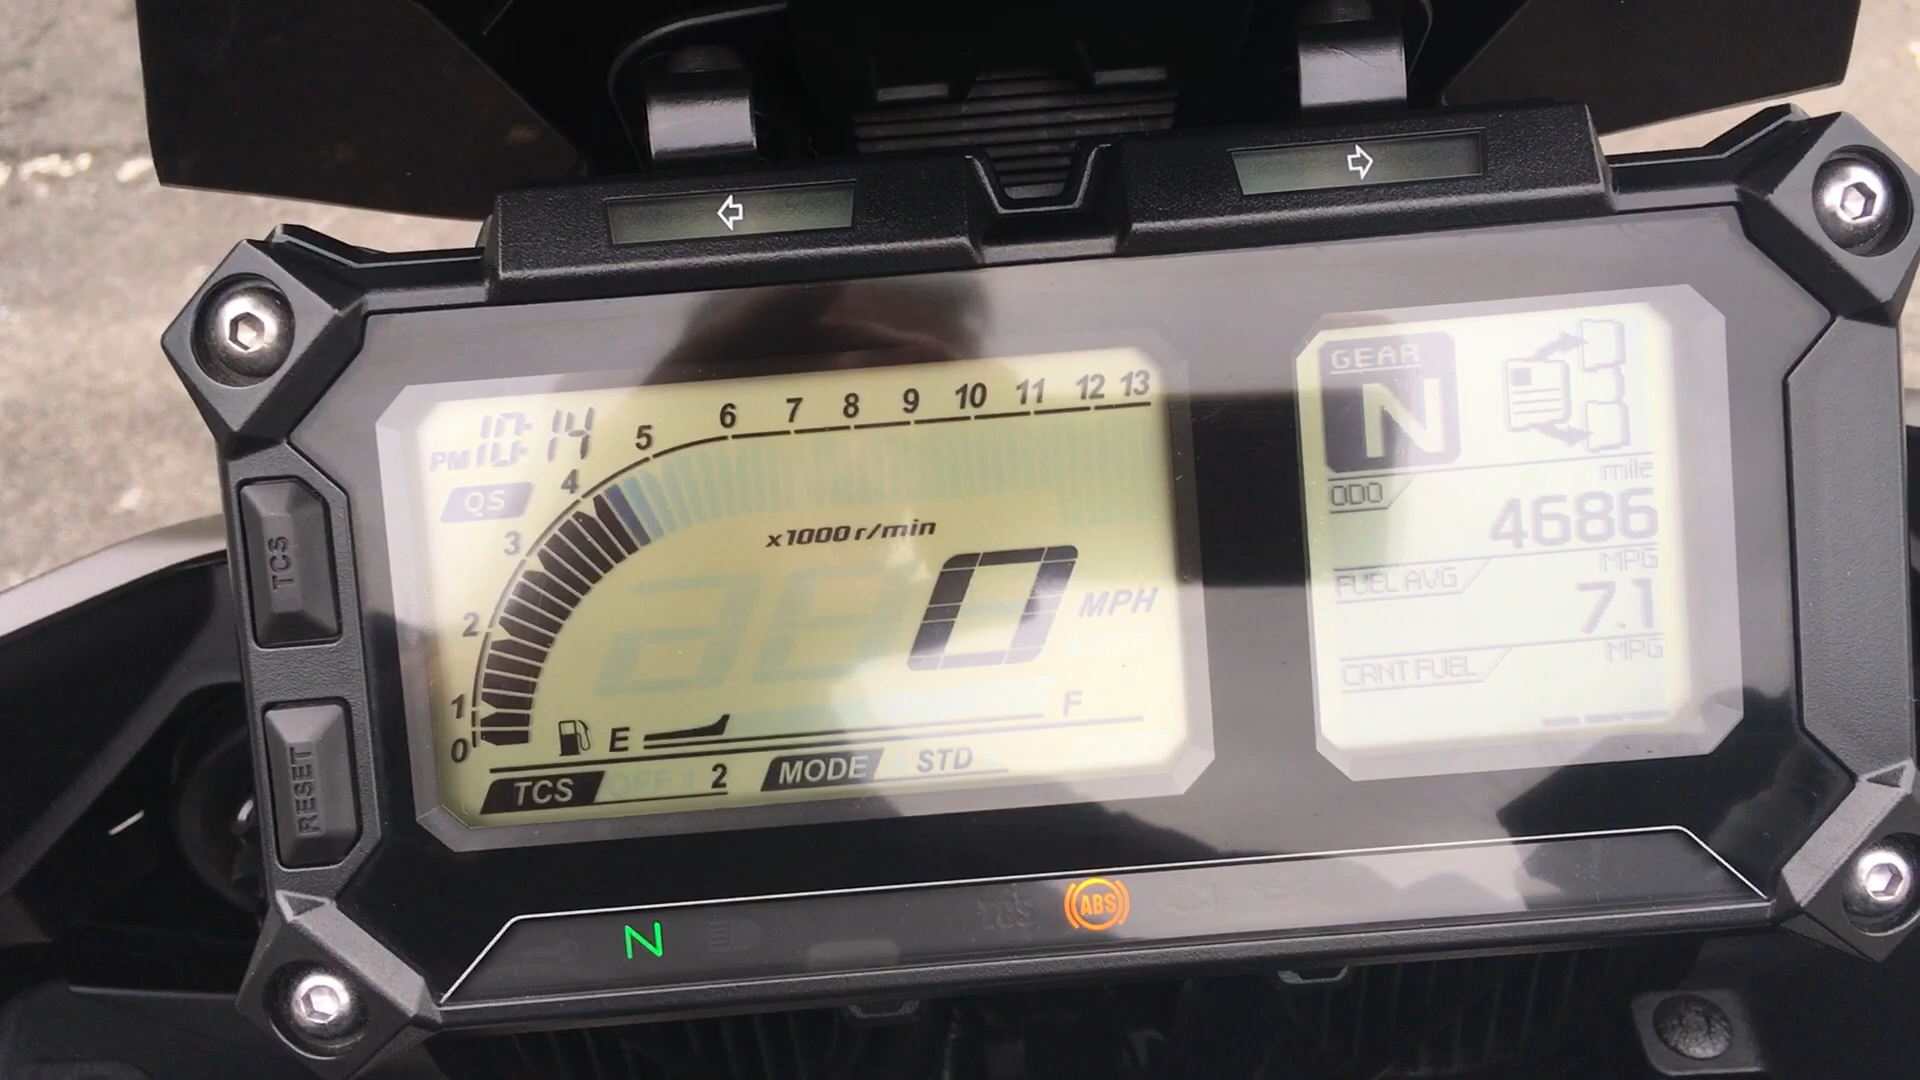 PM 10:14
QS
0 1 2 3 4 5 6 7 8 9 10 11 12 13
x1000 r/min
0 MPH
E F
TCS 2 MODE STD
GEAR
N
mile
ODO
4686
MPG
FUEL AVG
7.1
MPG
CRNT FUEL
TCS
RESET
N TCS ABS